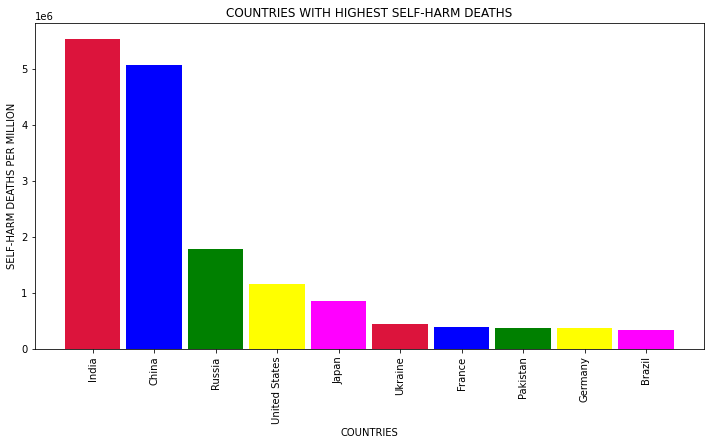 COUNTRIES WITH HIGHEST SELF-HARM DEATHS
1e6
SELF-HARM DEATHS PER MILLION
5
4
3
2
1
0
India
China
Russia
United States
Japan
Ukraine
France
Pakistan
Germany
Brazil
COUNTRIES